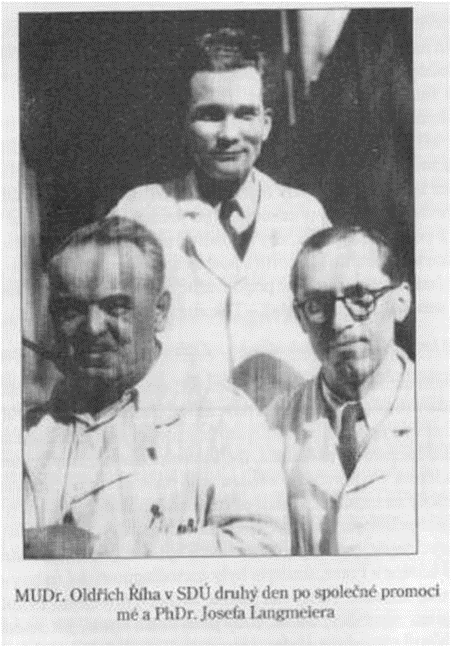 MUDr. Oldřich Říha v SDÚ druhý den po společné promoci
mé a PhDr. Josefa Langmeiera